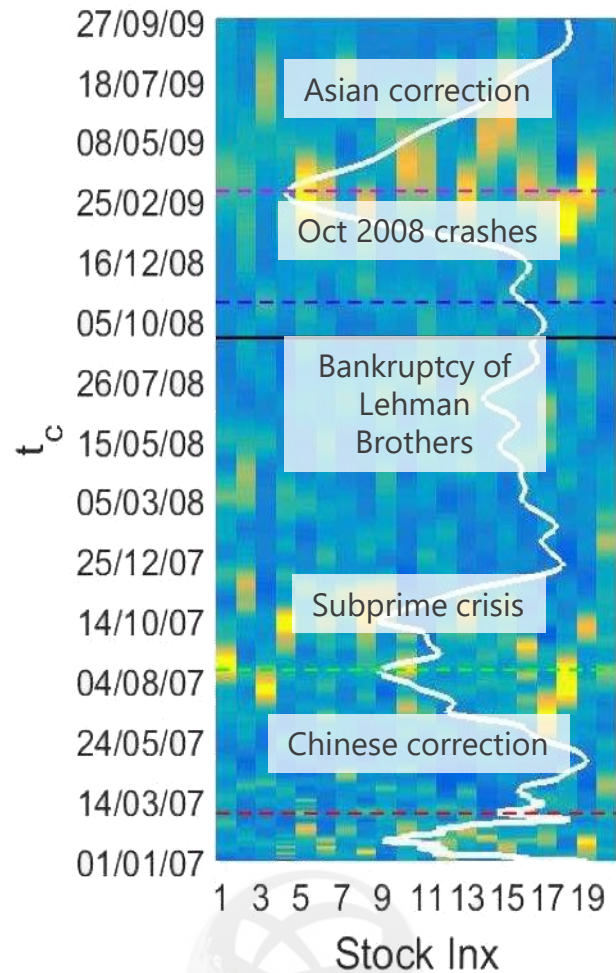 27/09/09
18/07/09
Asian correction
08/05/09
25/02/09
Oct 2008 crashes
16/12/08
05/10/08
Bankruptcy of
Lehman
Brothers
26/07/08
t_c
15/05/08
05/03/08
25/12/07
Subprime crisis
14/10/07
04/08/07
24/05/07
Chinese correction
14/03/07
01/01/07
1 3 5 7 9 11 13 15 17 19
Stock Inx